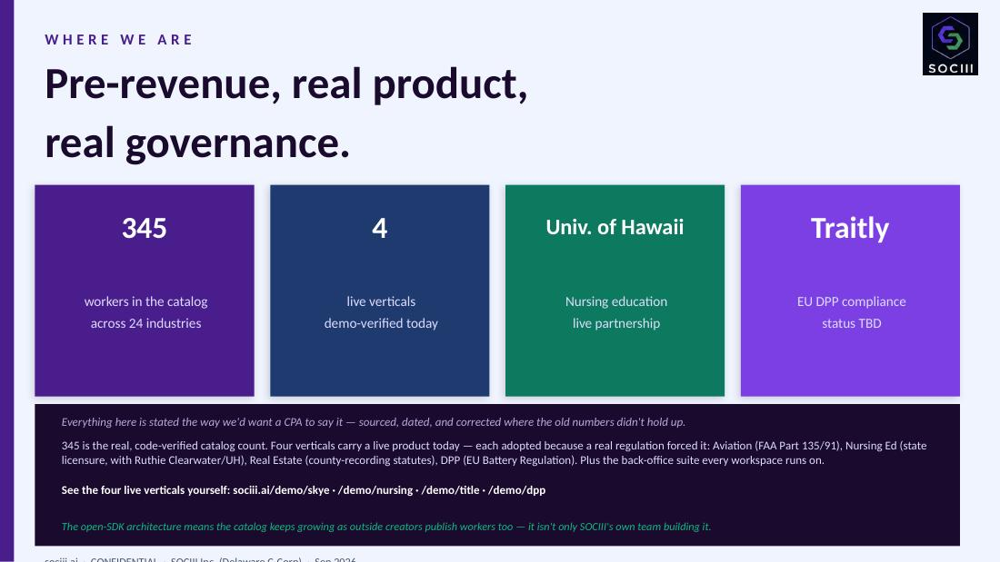 WHERE WE ARE
SOCIII
Pre-revenue, real product,
real governance.
345
workers in the catalog
across 24 industries
4
live verticals
demo-verified today
Univ. of Hawaii
Nursing education
live partnership
Traitly
EU DPP compliance
status TBD
Everything here is stated the way we'd want a CPA to say it — sourced, dated, and corrected where the old numbers didn't hold up.
345 is the real, code-verified catalog count. Four verticals carry a live product today — each adopted because a real regulation forced it: Aviation (FAA Part 135/91), Nursing Ed (state
licensure, with Ruthie Clearwater/UH), Real Estate (county-recording statutes), DPP (EU Battery Regulation). Plus the back-office suite every workspace runs on.
See the four live verticals yourself: sociii.ai/demo/skye · /demo/nursing · /demo/title · /demo/dpp
The open-SDK architecture means the catalog keeps growing as outside creators publish workers too — it isn't only SOCIII's own team building it.
sociii.ai · CONFIDENTIAL · SOCIII Inc. (Delaware C-Corp) · Sep 2026